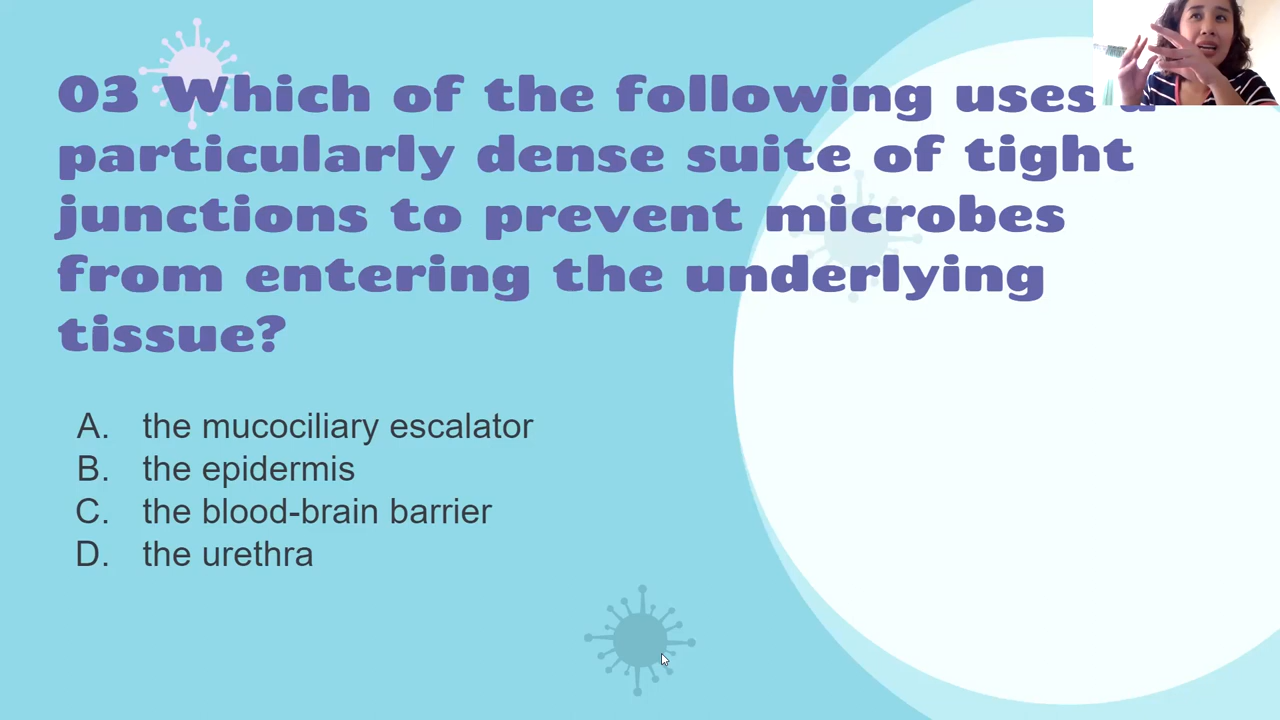 03 Which of the following uses a
particularly dense suite of tight
junctions to prevent microbes
from entering the underlying
tissue?
A. the mucociliary escalator
B. the epidermis
C. the blood-brain barrier
D. the urethra